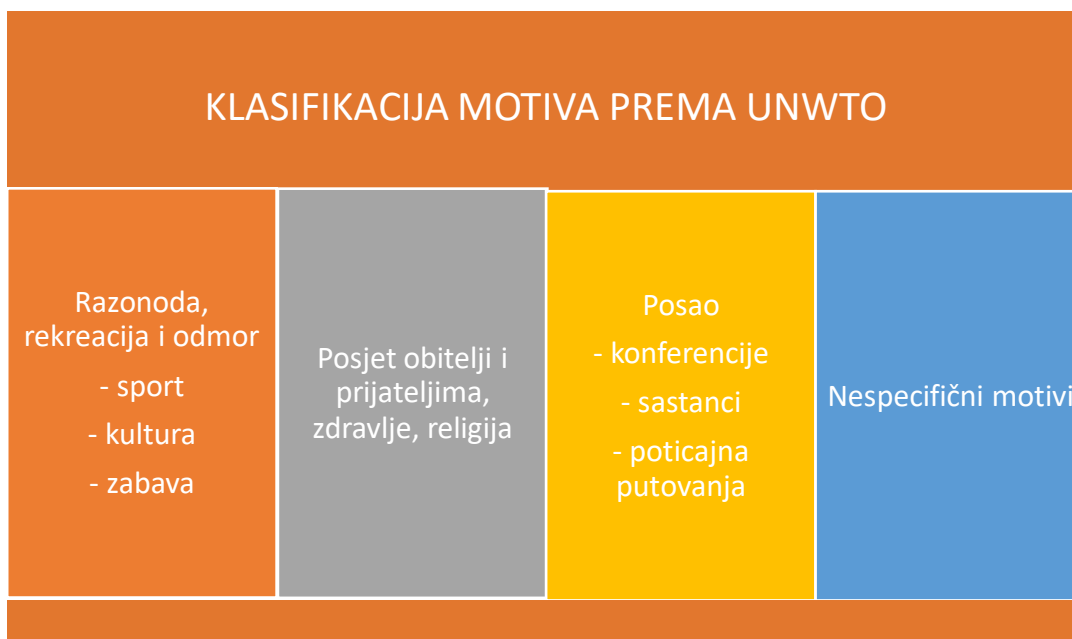 KLASIFIKACIJA MOTIVA PREMA UNWTO
Razonoda,
rekreacija i odmor
- sport
- kultura
- zabava
Posjet obitelji i
prijateljima,
zdravlje, religija
Posao
- konferencije
- sastanci
- poticajna
putovanja
Nespecifični motivi